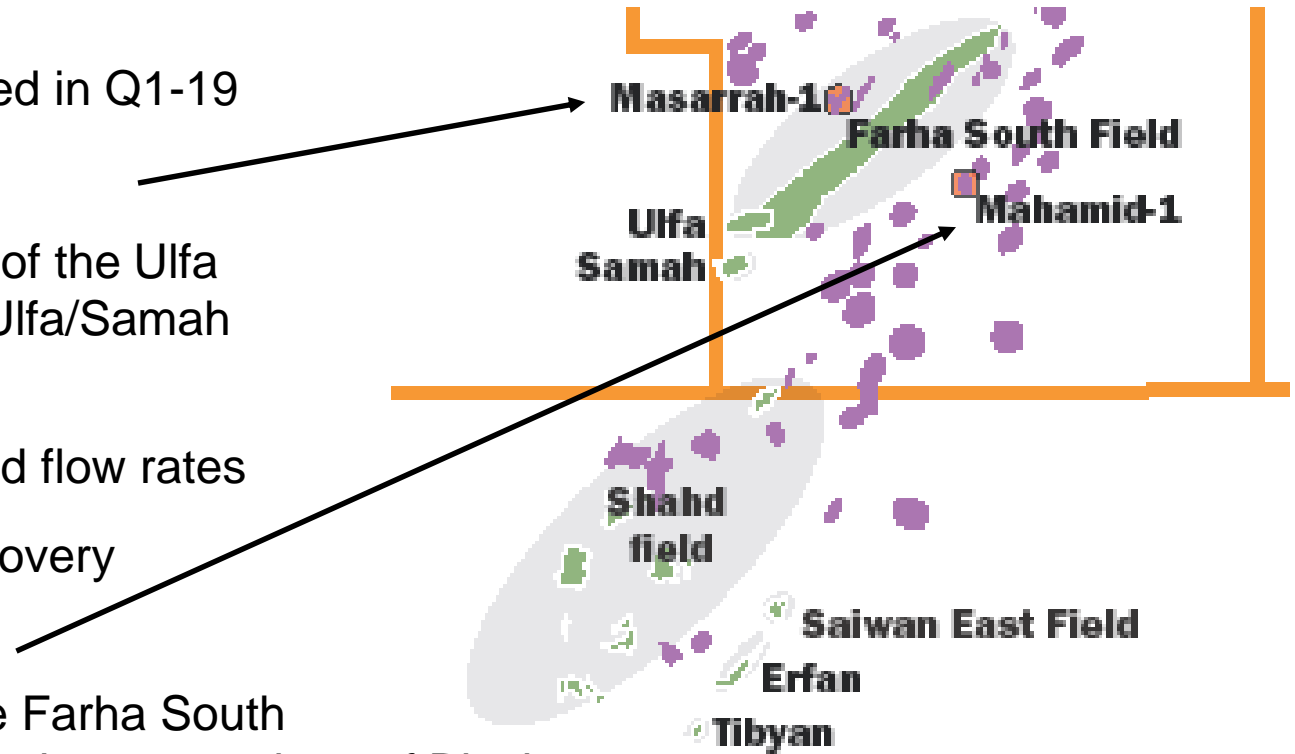 ed in Q1-19
of the Ulfa
Ulfa/Samah
d flow rates
overy
e Farha South
Masarrah-1
Farha South Field
Mahamid-1
Ulfa
Samah
Shahd
field
Saiwan East Field
Erfan
Tibyan